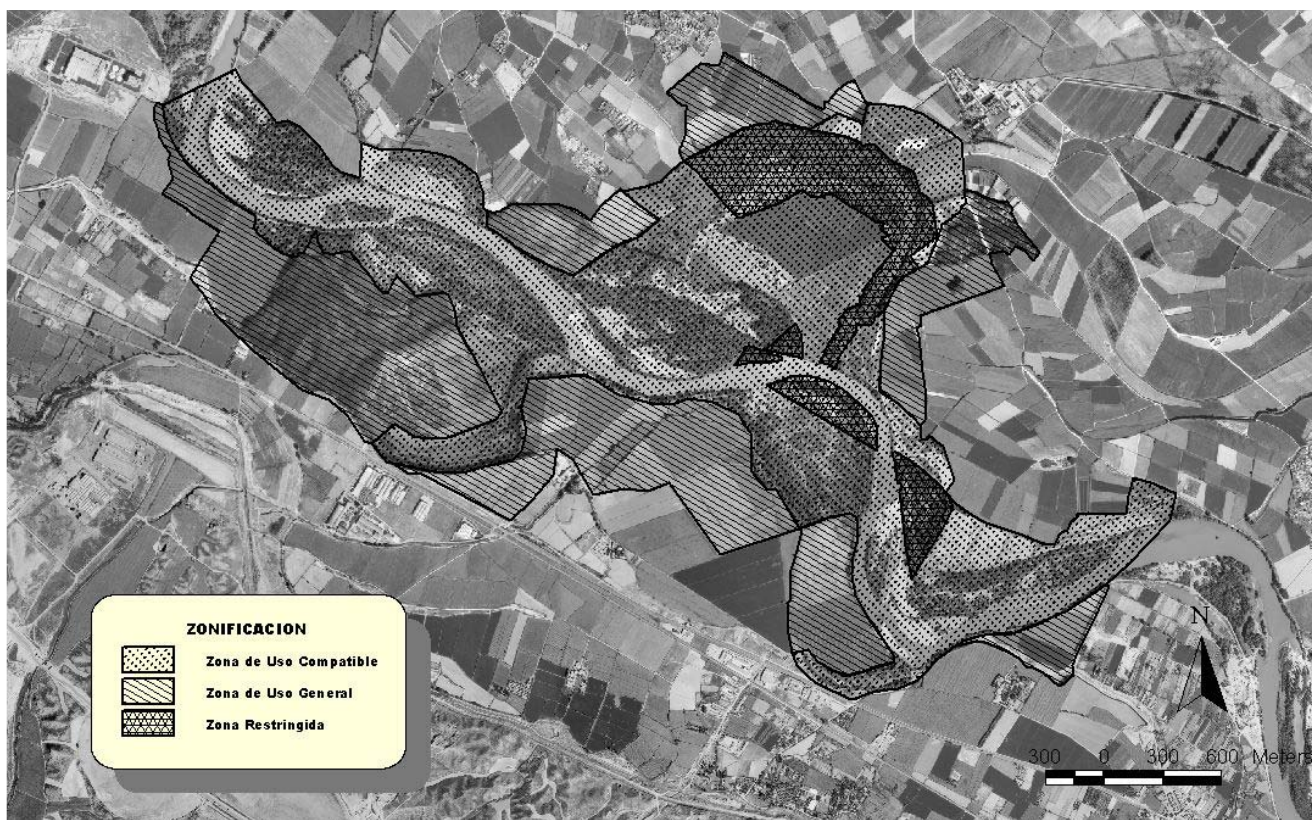 ZONIFICACION
Zona de Uso Compatible
Zona de Uso General
Zona Restringida
N
300 0 300 600 Meters